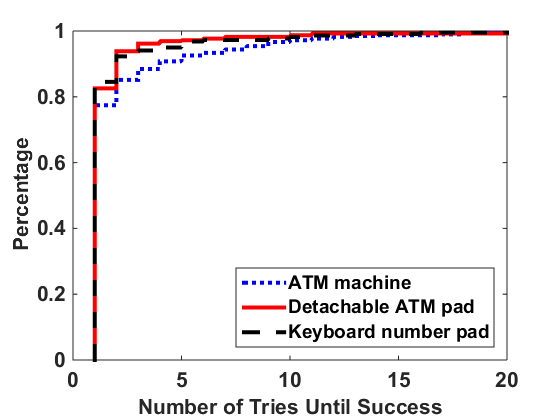 1
0.8
0.6
0.4
0.2
0
Percentage
ATM machine
Detachable ATM pad
Keyboard number pad
0 5 10 15 20
Number of Tries Until Success